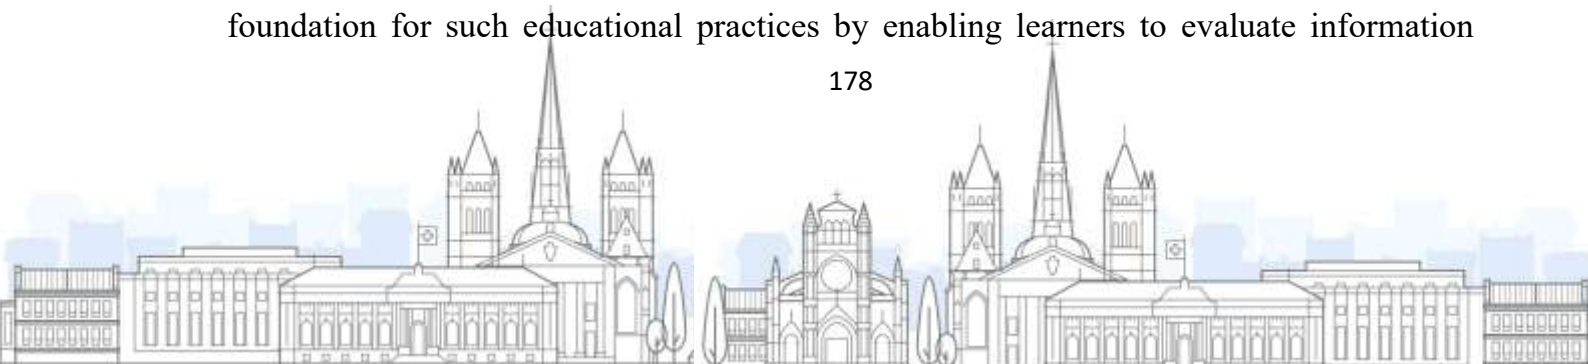 foundation for such educational practices by enabling learners to evaluate information
178